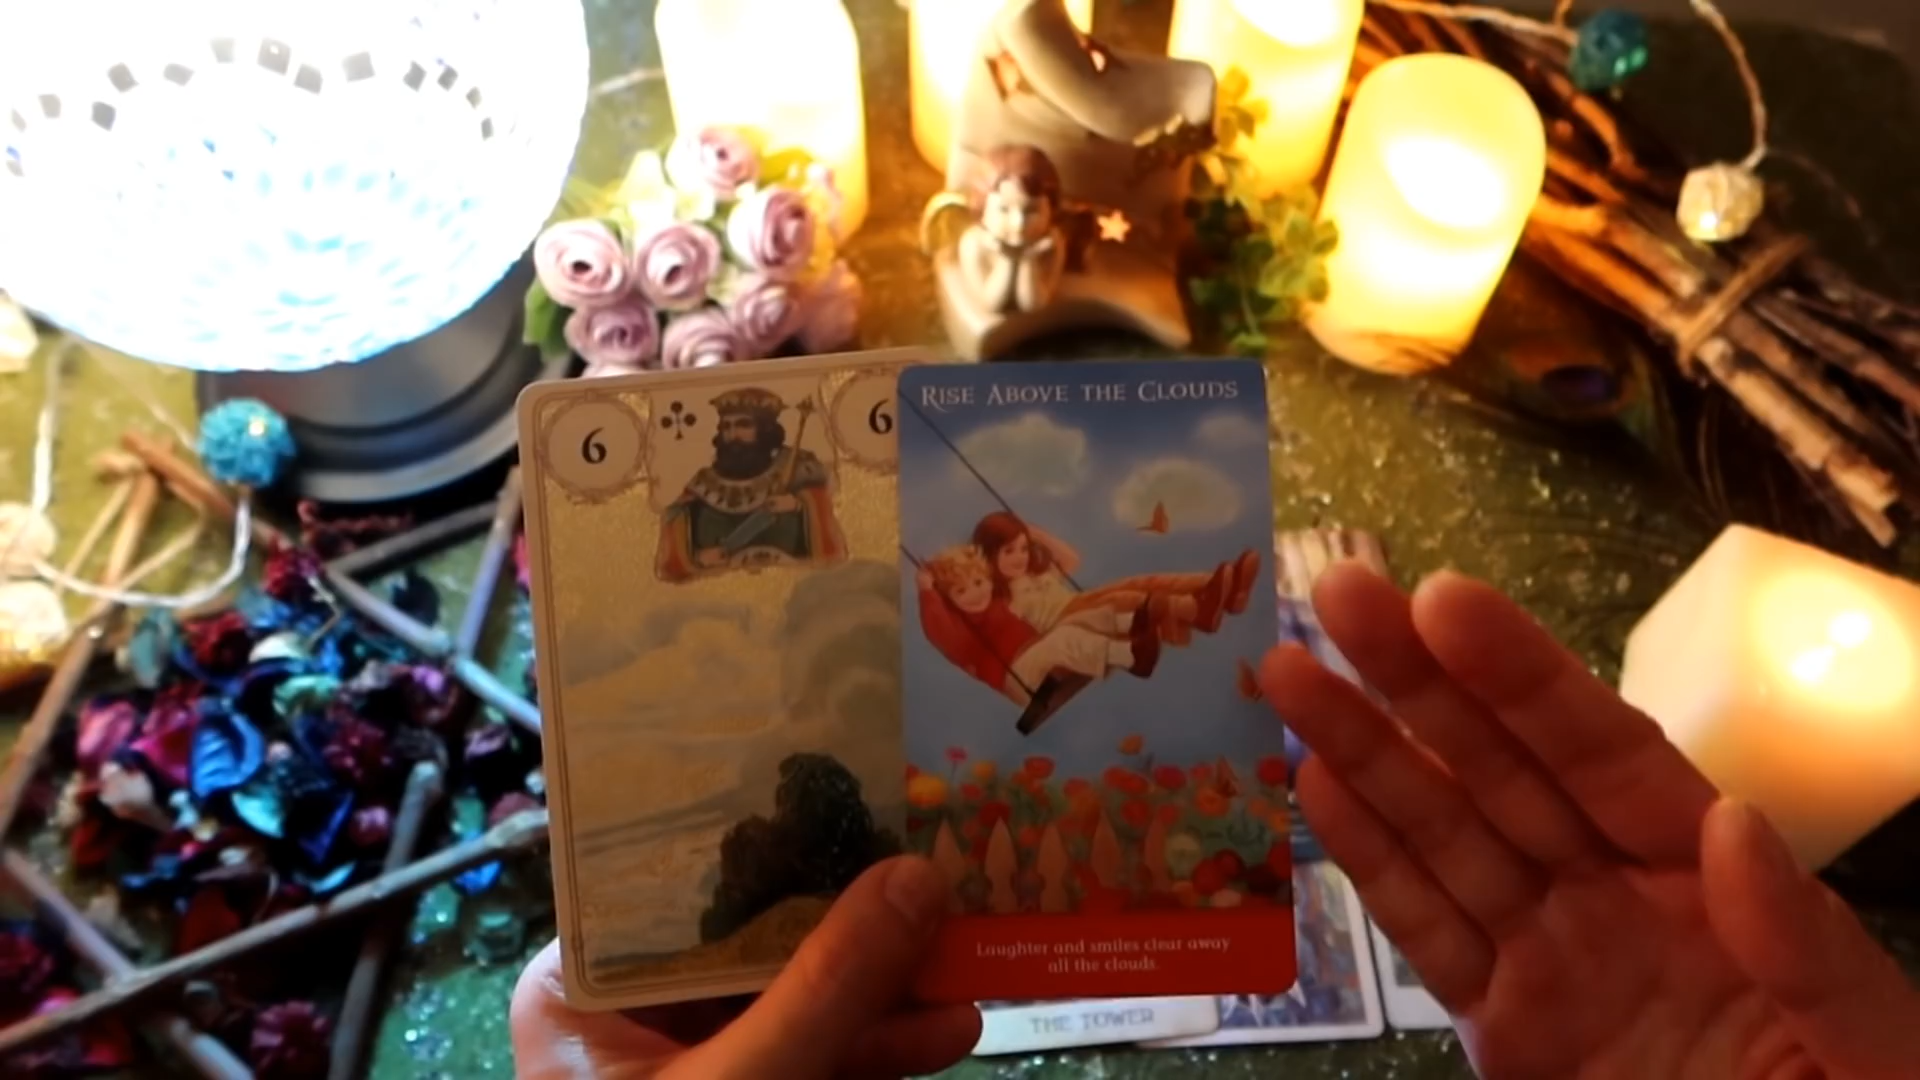 6
6
RISE ABOVE THE CLOUDS
Laughter and smiles clear away
all the clouds.
THE TOWER